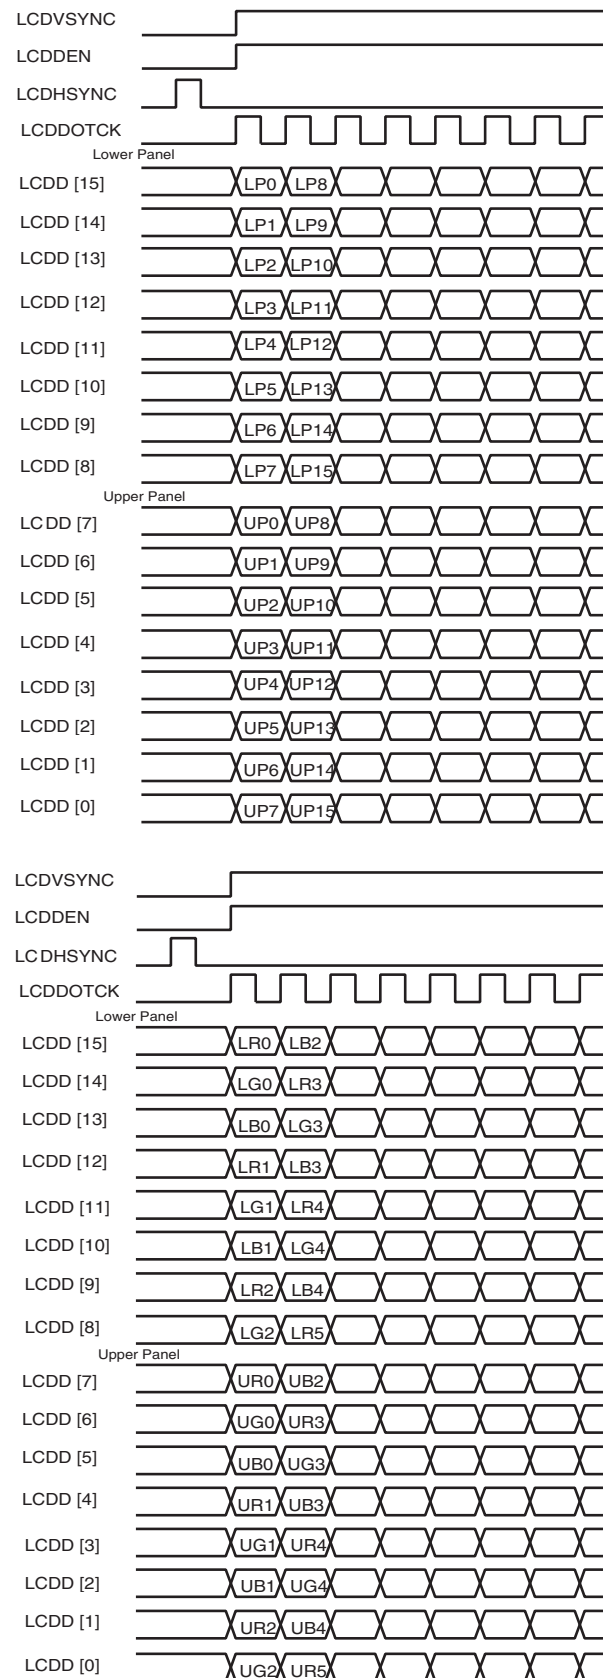 LCDVSYNC
LCDDEN
LCDHSYNC
LCDDOTCK
Lower Panel
LCDD [15] LP0 LP8
LCDD [14] LP1 LP9
LCDD [13] LP2 LP10
LCDD [12] LP3 LP11
LCDD [11] LP4 LP12
LCDD [10] LP5 LP13
LCDD [9] LP6 LP14
LCDD [8] LP7 LP15
Upper Panel
LCDD [7] UP0 UP8
LCDD [6] UP1 UP9
LCDD [5] UP2 UP10
LCDD [4] UP3 UP11
LCDD [3] UP4 UP12
LCDD [2] UP5 UP13
LCDD [1] UP6 UP14
LCDD [0] UP7 UP15
LCDVSYNC
LCDDEN
LCDHSYNC
LCDDOTCK
Lower Panel
LCDD [15] LR0 LB2
LCDD [14] LG0 LR3
LCDD [13] LB0 LG3
LCDD [12] LR1 LB3
LCDD [11] LG1 LR4
LCDD [10] LB1 LG4
LCDD [9] LR2 LB4
LCDD [8] LG2 LR5
Upper Panel
LCDD [7] UR0 UB2
LCDD [6] UG0 UR3
LCDD [5] UB0 UG3
LCDD [4] UR1 UB3
LCDD [3] UG1 UR4
LCDD [2] UB1 UG4
LCDD [1] UR2 UB4
LCDD [0] UG2 UR5